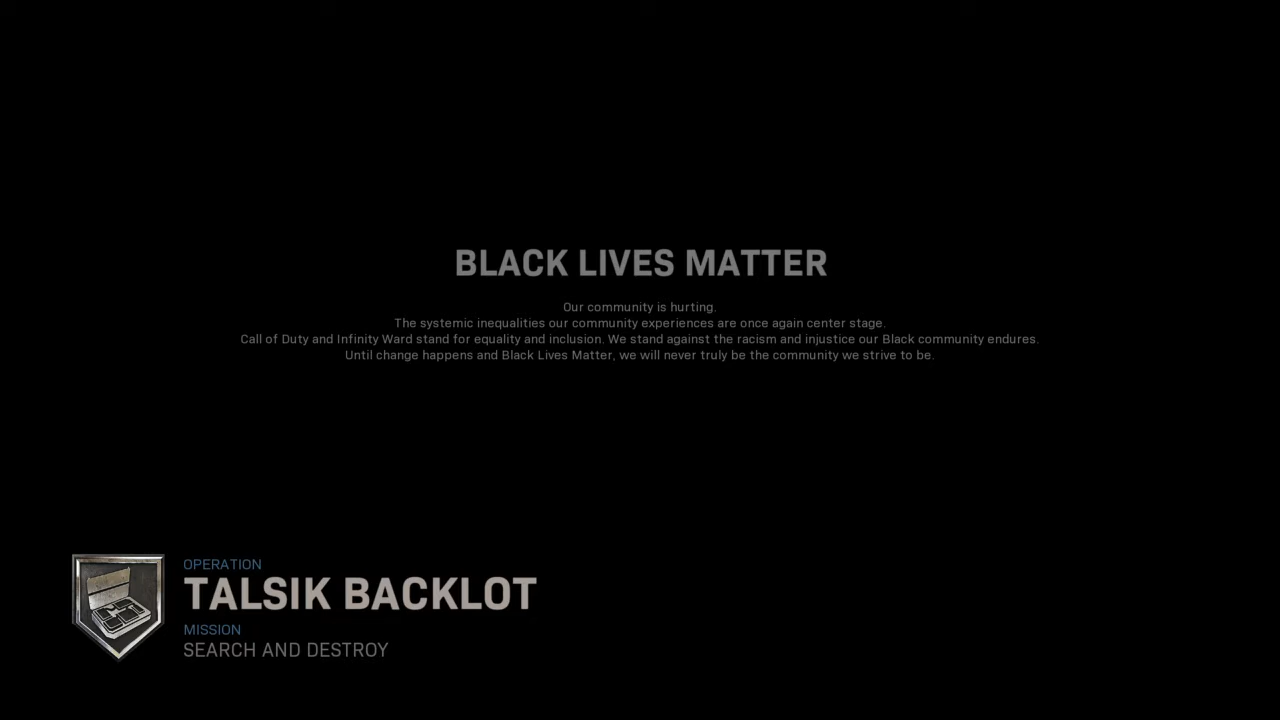 BLACK LIVES MATTER
Our community is hurting.
The systemic inequalities our community experiences are once again center stage.
Call of Duty and Infinity Ward stand for equality and inclusion. We stand against the racism and injustice our Black community endures.
Until change happens and Black Lives Matter, we will never truly be the community we strive to be.
OPERATION
TALSIK BACKLOT
MISSION
SEARCH AND DESTROY